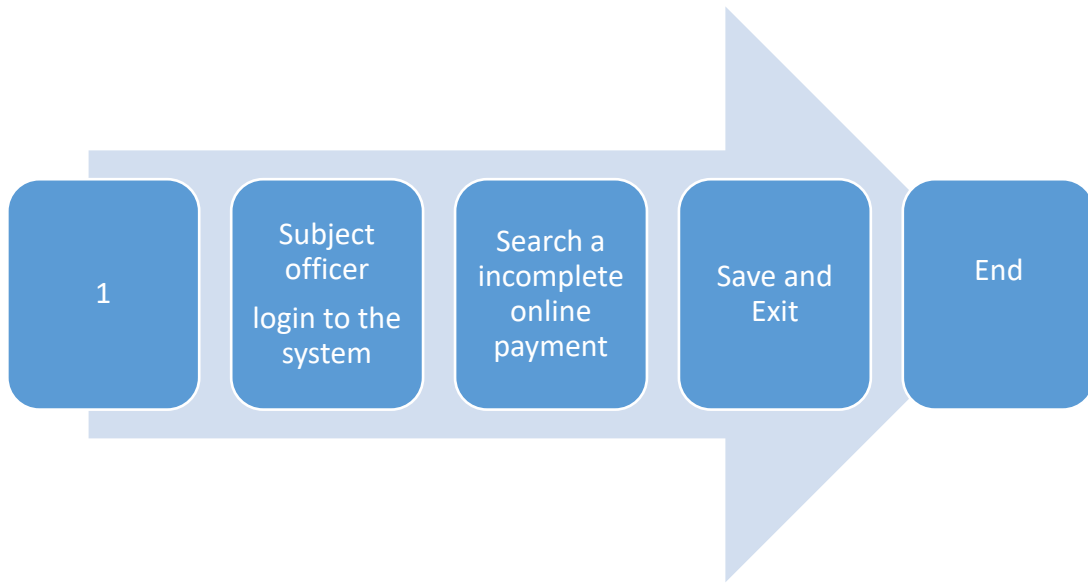 1
Subject
officer
login to the
system
Search a
incomplete
online
payment
Save and
Exit
End